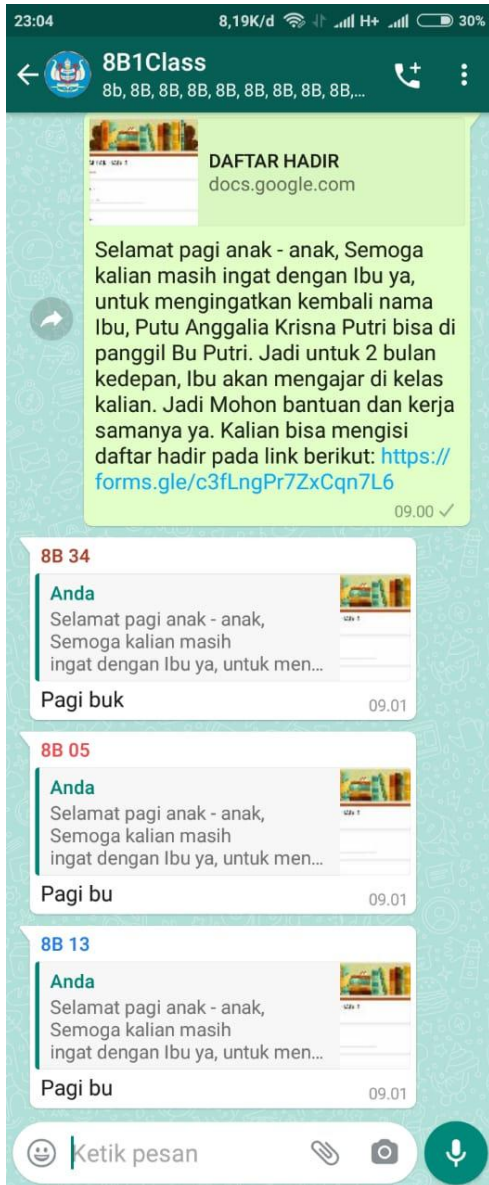 23:04 8,19K/d H+ 30%
8B1Class
8b, 8B, 8B, 8B, 8B, 8B, 8B, 8B, 8B,...
DAFTAR HADIR
docs.google.com
Selamat pagi anak - anak, Semoga
kalian masih ingat dengan Ibu ya,
untuk mengingatkan kembali nama
Ibu, Putu Anggalia Krisna Putri bisa di
panggil Bu Putri. Jadi untuk 2 bulan
kedepan, Ibu akan mengajar di kelas
kalian. Jadi Mohon bantuan dan kerja
samanya ya. Kalian bisa mengisi
daftar hadir pada link berikut: https://
forms.gle/c3fLngPr7ZxCqn7L6
09.00
8B 34
Anda
Selamat pagi anak - anak,
Semoga kalian masih
ingat dengan Ibu ya, untuk men...
Pagi buk 09.01
8B 05
Anda
Selamat pagi anak - anak,
Semoga kalian masih
ingat dengan Ibu ya, untuk men...
Pagi bu 09.01
8B 13
Anda
Selamat pagi anak - anak,
Semoga kalian masih
ingat dengan Ibu ya, untuk men...
Pagi bu 09.01
Ketik pesan